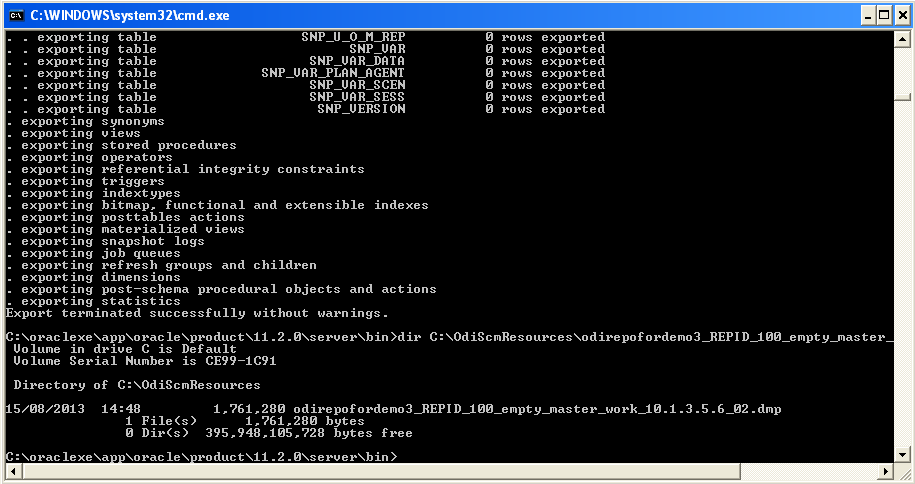 C:\WINDOWS\system32\cmd.exe
. . exporting table                  SNP_U_O_M_REP          0 rows exported
. . exporting table                        SNP_VAR          0 rows exported
. . exporting table                   SNP_VAR_DATA          0 rows exported
. . exporting table             SNP_VAR_PLAN_AGENT          0 rows exported
. . exporting table                   SNP_VAR_SCEN          0 rows exported
. . exporting table                   SNP_VAR_SESS          0 rows exported
. . exporting table                    SNP_VERSION          0 rows exported
. exporting synonyms
. exporting views
. exporting stored procedures
. exporting operators
. exporting referential integrity constraints
. exporting triggers
. exporting indextypes
. exporting bitmap, functional and extensible indexes
. exporting posttables actions
. exporting materialized views
. exporting snapshot logs
. exporting job queues
. exporting refresh groups and children
. exporting dimensions
. exporting post-schema procedural objects and actions
. exporting statistics
Export terminated successfully without warnings.
C:\oraclexe\app\oracle\product\11.2.0\server\bin>dir C:\OdiScmResources\odirepofordemo3_REPID_100_empty_master_
 Volume in drive C is Default
 Volume Serial Number is CE99-1C91
 Directory of C:\OdiScmResources
15/08/2013  14:48         1,761,280 odirepofordemo3_REPID_100_empty_master_work_10.1.3.5.6_02.dmp
               1 File(s)      1,761,280 bytes
               0 Dir(s)  395,948,105,728 bytes free
C:\oraclexe\app\oracle\product\11.2.0\server\bin>